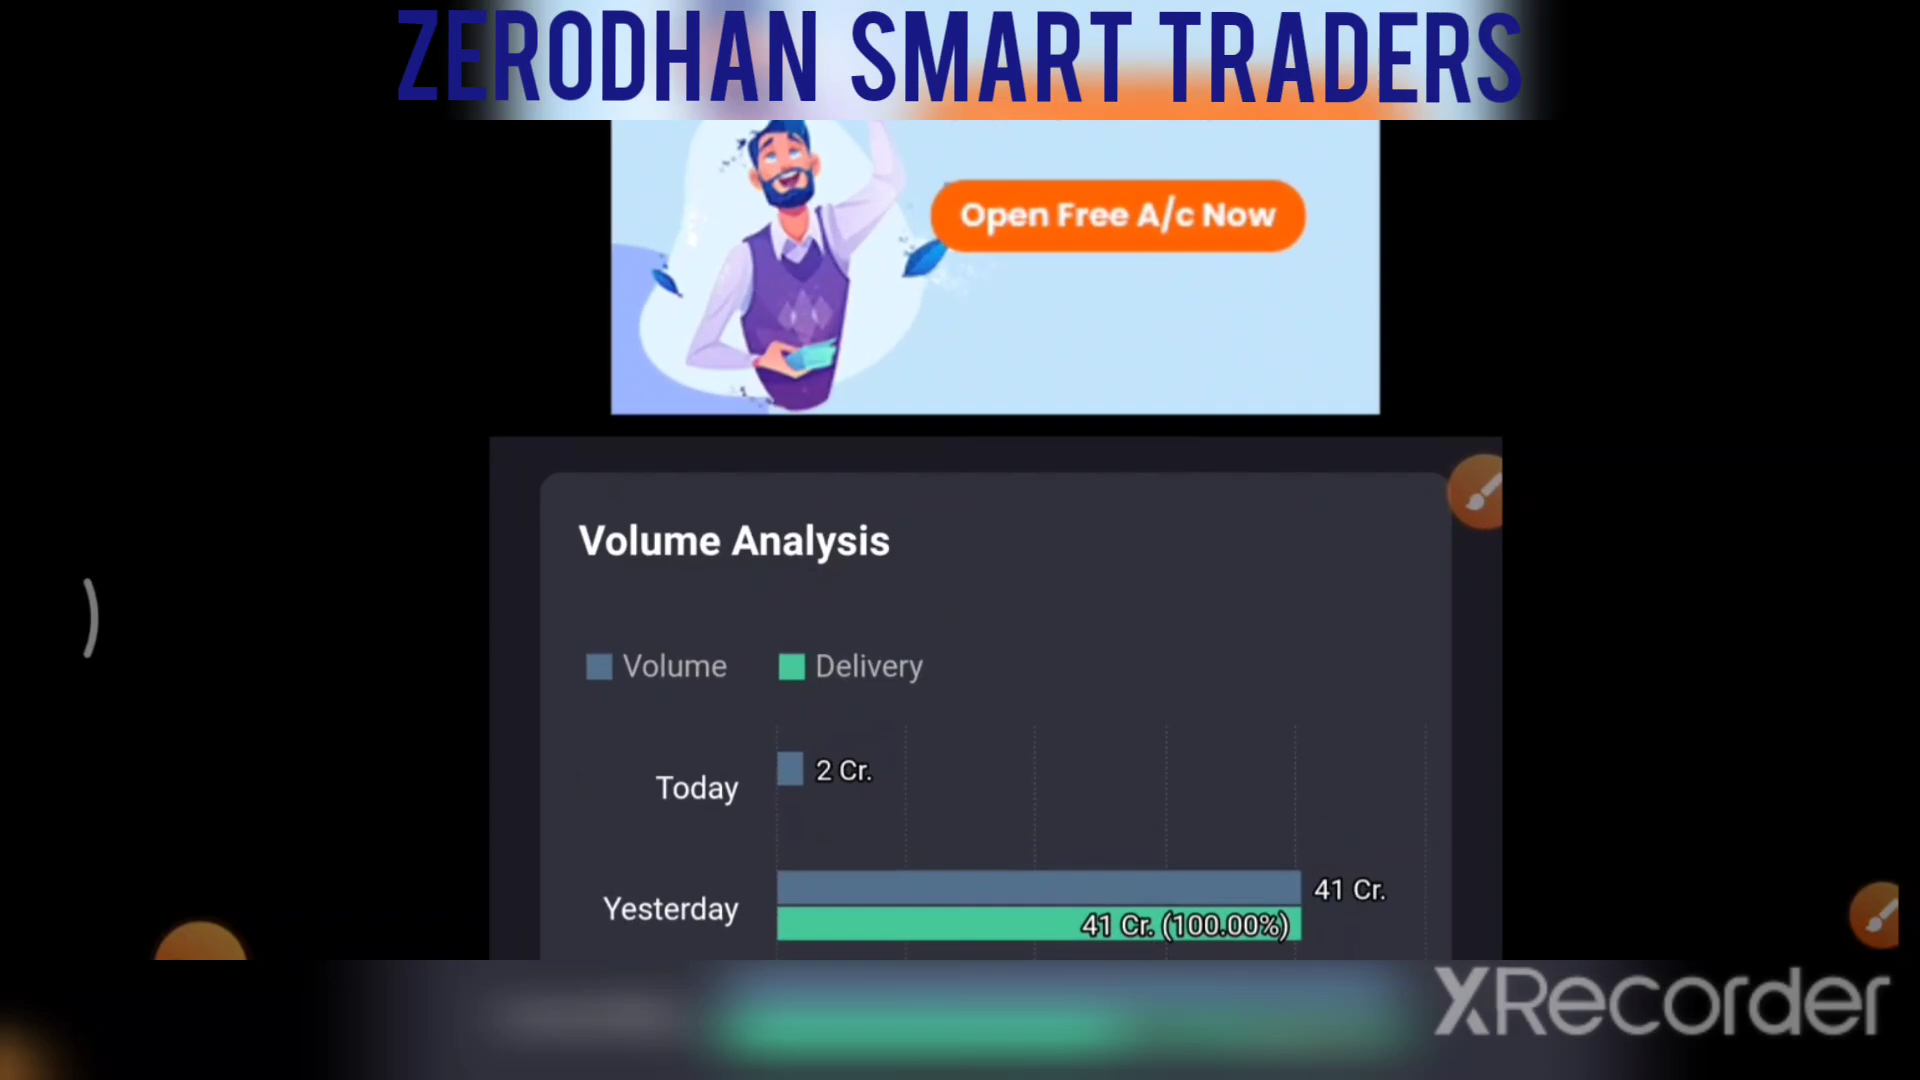 ZERODHAN SMART TRADERS
Open Free A/c Now
Volume Analysis
Volume Delivery
Today 2 Cr.
Yesterday 41 Cr.
41 Cr. (100.00%)
XRecorder